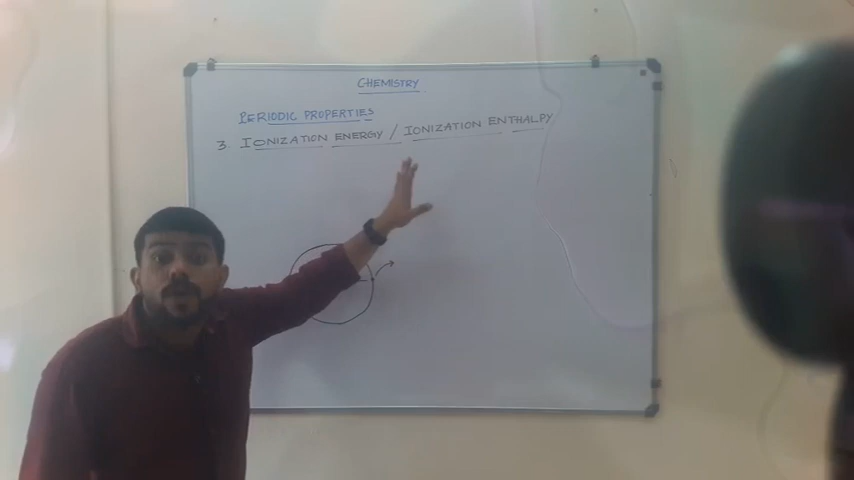 CHEMISTRY
PERIODIC PROPERTIES
3 IONIZATION ENERGY / IONIZATION ENTHALPY